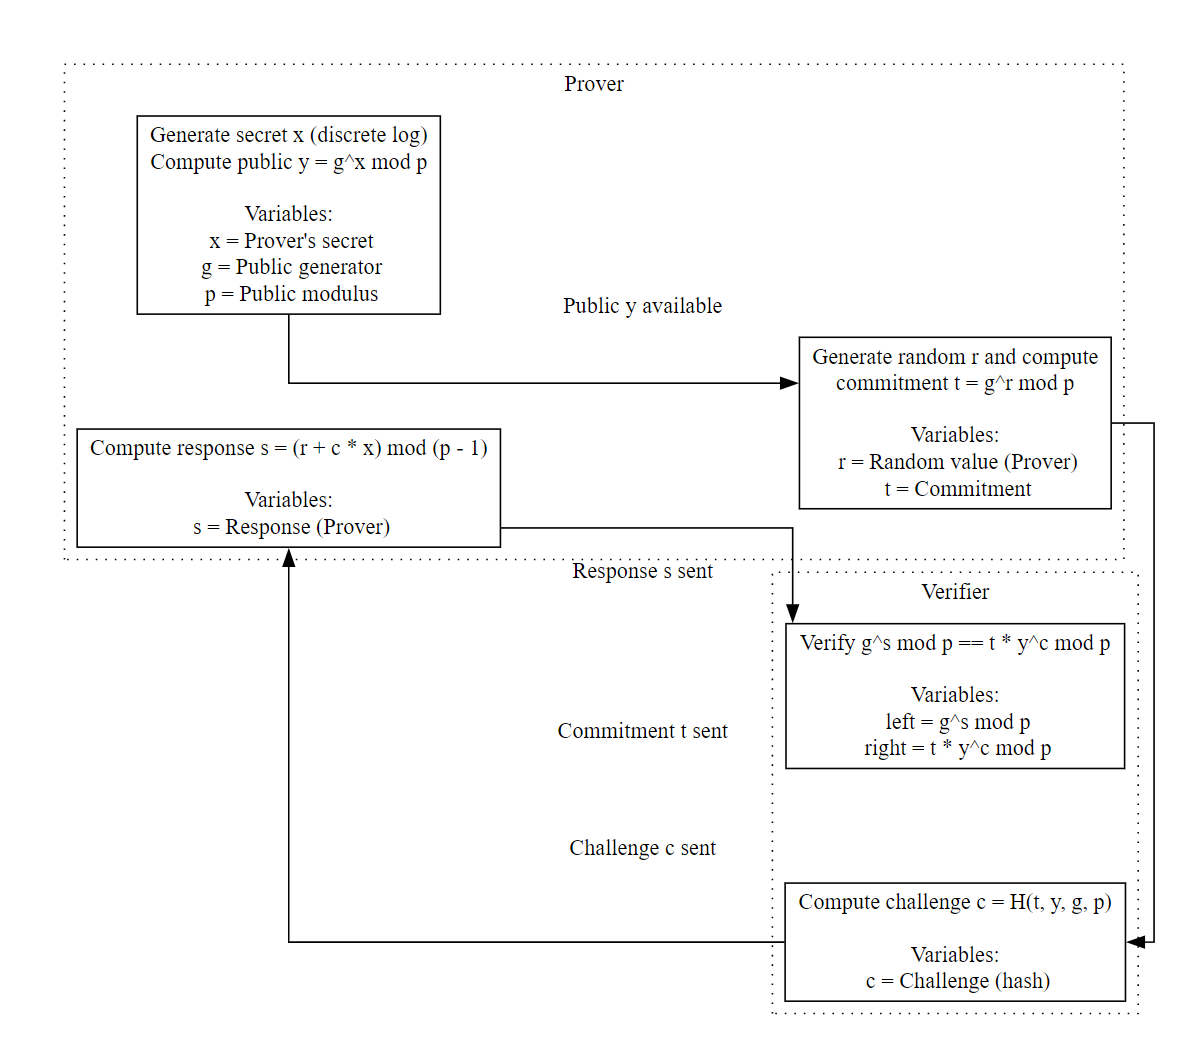 Prover
Generate secret x (discrete log)
Compute public y = g^x mod p
Variables:
x = Prover's secret
g = Public generator
p = Public modulus
Public y available
Generate random r and compute
commitment t = g^r mod p
Variables:
r = Random value (Prover)
t = Commitment
Compute response s = (r + c * x) mod (p - 1)
Variables:
s = Response (Prover)
Response s sent
Verifier
Verify g^s mod p == t * y^c mod p
Variables:
left = g^s mod p
right = t * y^c mod p
Commitment t sent
Challenge c sent
Compute challenge c = H(t, y, g, p)
Variables:
c = Challenge (hash)